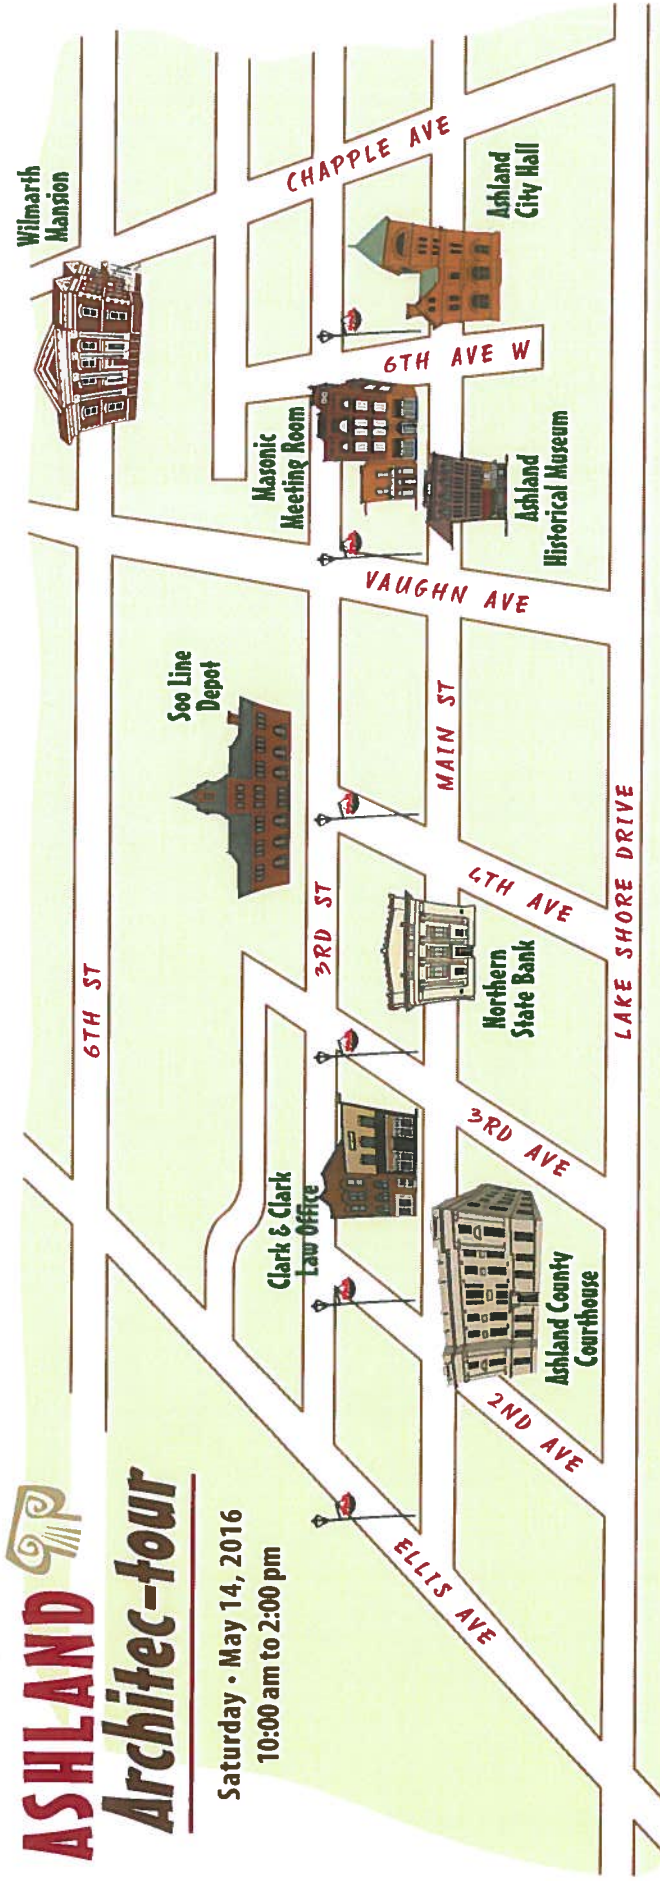 ASHLAND
Architec-tour
Saturday • May 14, 2016
10:00 am to 2:00 pm
Wilmarth
Mansion
6TH ST
Soo Line
Depot
Clark & Clark
Law Office
3RD ST
Masonic
Meeting Room
CHAPPLE AVE
6TH AVE W
VAUGHN AVE
MAIN ST
4TH AVE
3RD AVE
2ND AVE
ELLIS AVE
Northern
State Bank
Ashland County
Courthouse
Ashland
Historical Museum
Ashland
City Hall
LAKE SHORE DRIVE